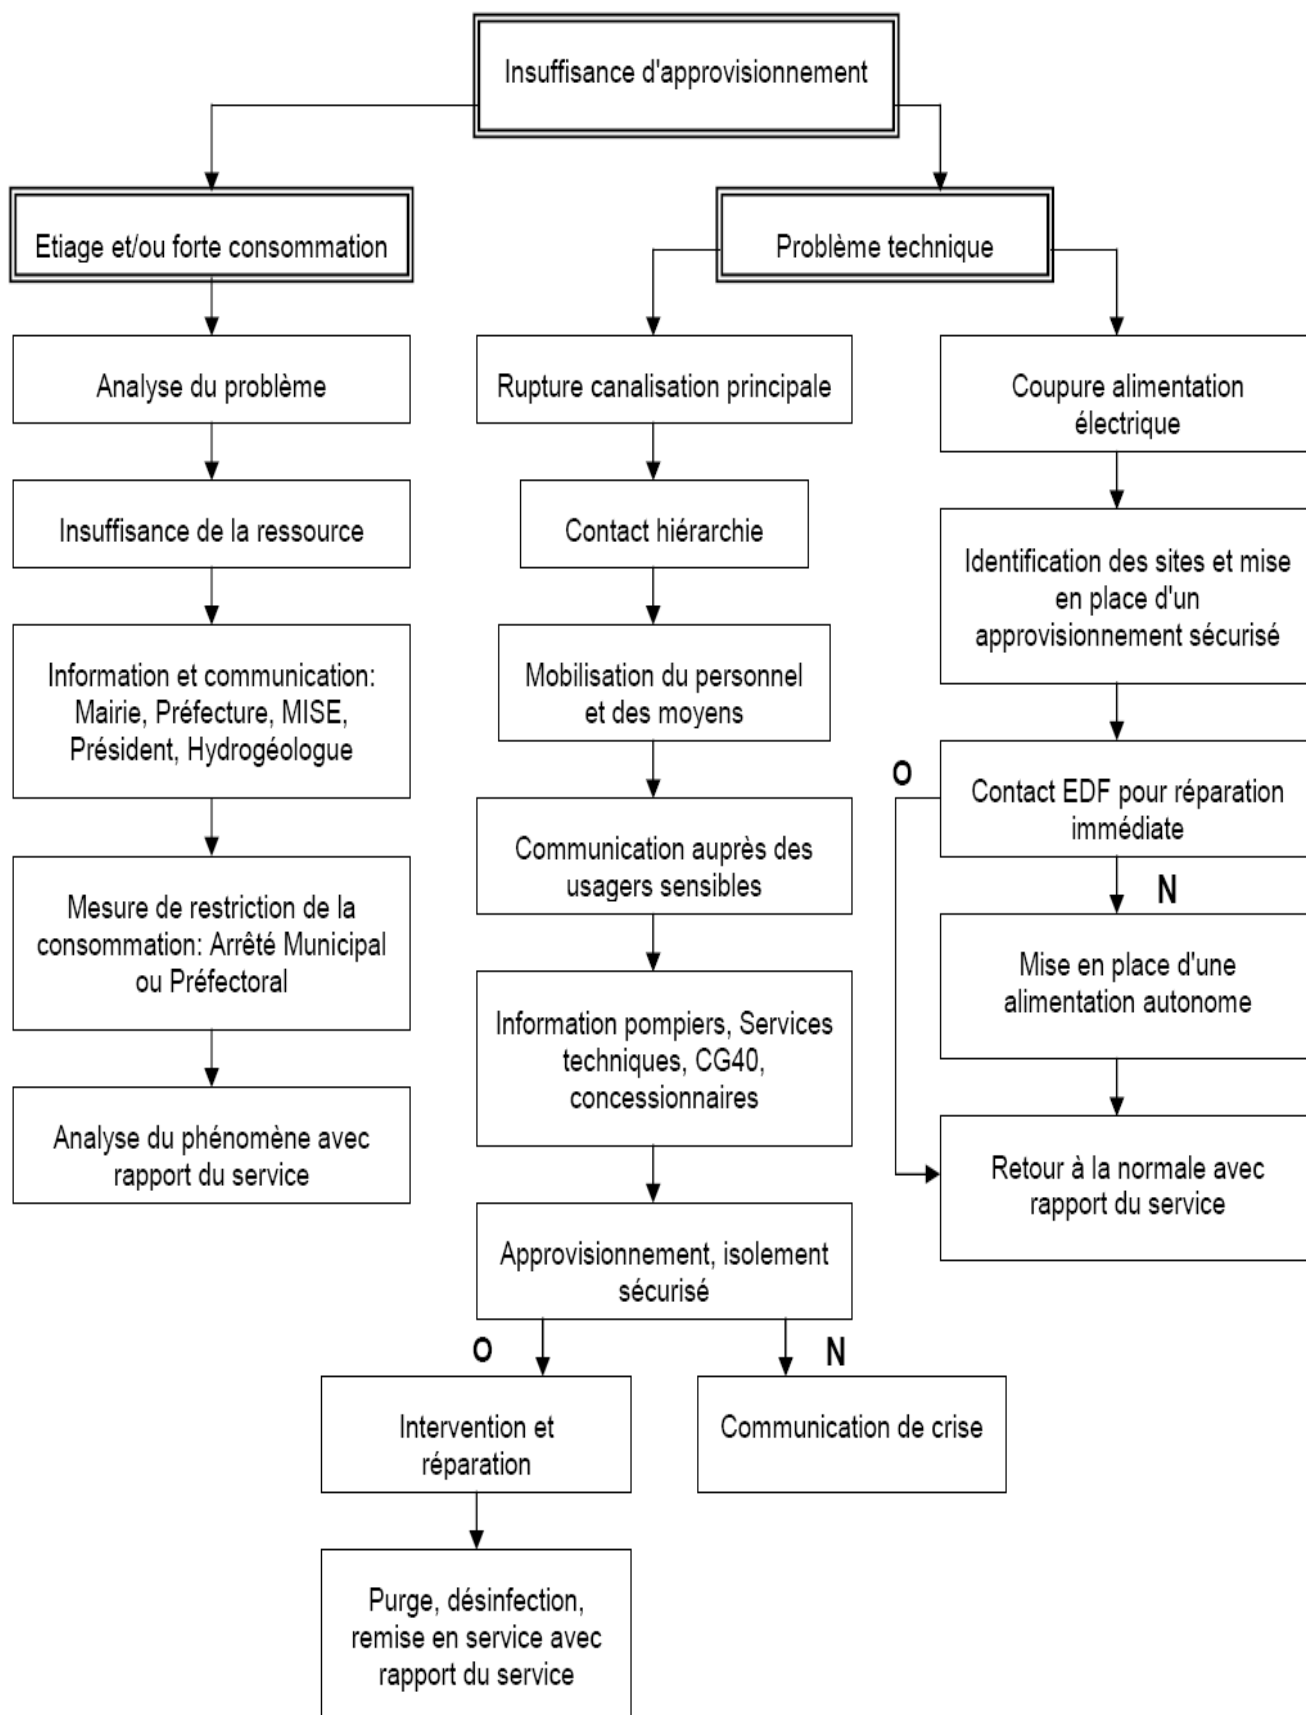 Insuffisance d'approvisionnement
Etiage et/ou forte consommation
Problème technique
Analyse du problème
Rupture canalisation principale
Coupure alimentation
électrique
Insuffisance de la ressource
Contact hiérarchie
Identification des sites et mise
en place d'un
approvisionnement sécurisé
Information et communication:
Mairie, Préfecture, MISE,
Président, Hydrogéologue
Mobilisation du personnel
et des moyens
O
Contact EDF pour réparation
immédiate
N
Communication auprès des
usagers sensibles
Mesure de restriction de la
consommation: Arrêté Municipal
ou Préfectoral
Mise en place d'une
alimentation autonome
Information pompiers, Services
techniques, CG40,
concessionnaires
Analyse du phénomène avec
rapport du service
Retour à la normale avec
rapport du service
Approvisionnement, isolement
sécurisé
O
N
Intervention et
réparation
Communication de crise
Purge, désinfection,
remise en service avec
rapport du service